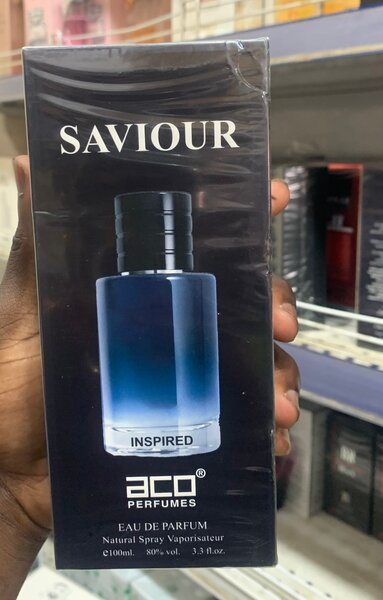 SAVIOUR
INSPIRED
aco®
PERFUMES
EAU DE PARFUM
Natural Spray Vaporisateur
℮100ml. 80% vol. 3.3 fl.oz.